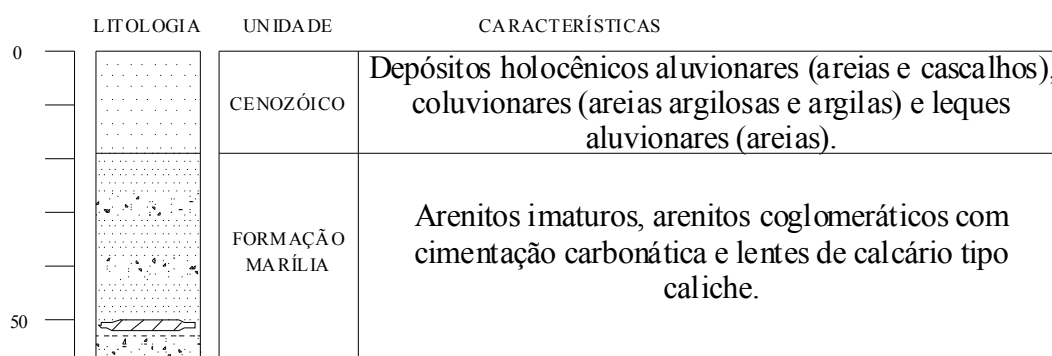 LITOLOGIA UNIDADE CARACTERÍSTICAS
0
CENOZÓICO
Depósitos holocênicos aluvionares (areias e cascalhos),
coluvionares (areias argilosas e argilas) e leques
aluvionares (areias).
FORMAÇÃO
MARÍLIA
Arenitos imaturos, arenitos coglomeráticos com
cimentação carbonática e lentes de calcário tipo
caliche.
50